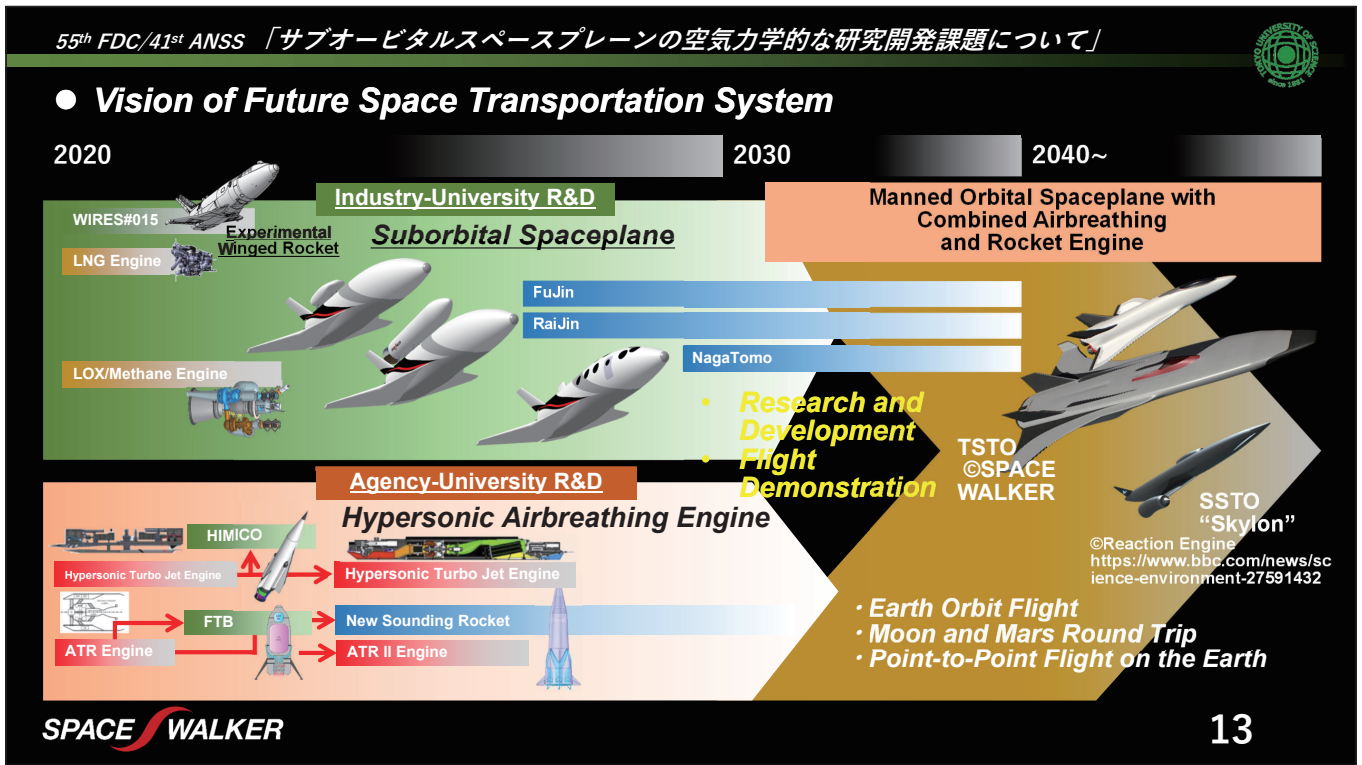 55th FDC/41st ANSS 「サブオービタルスペースプレーンの空気力学的な研究開発課題について」
TOKYO UNIVERSITY OF SCIENCE
since 1881
● Vision of Future Space Transportation System
2020
2030
2040~
Industry-University R&D
Suborbital Spaceplane
WIRES#015
Experimental
Winged Rocket
LNG Engine
LOX/Methane Engine
FuJin
RaiJin
NagaTomo
Manned Orbital Spaceplane with
Combined Airbreathing
and Rocket Engine
• Research and
Development
• Flight
Demonstration
TSTO
©SPACE
WALKER
SSTO
“Skylon”
©Reaction Engine
https://www.bbc.com/news/sc
ience-environment-27591432
Agency-University R&D
Hypersonic Airbreathing Engine
HIMICO
Hypersonic Turbo Jet Engine
Hypersonic Turbo Jet Engine
FTB
New Sounding Rocket
ATR Engine
ATR II Engine
・Earth Orbit Flight
・Moon and Mars Round Trip
・Point-to-Point Flight on the Earth
SPACE WALKER
13